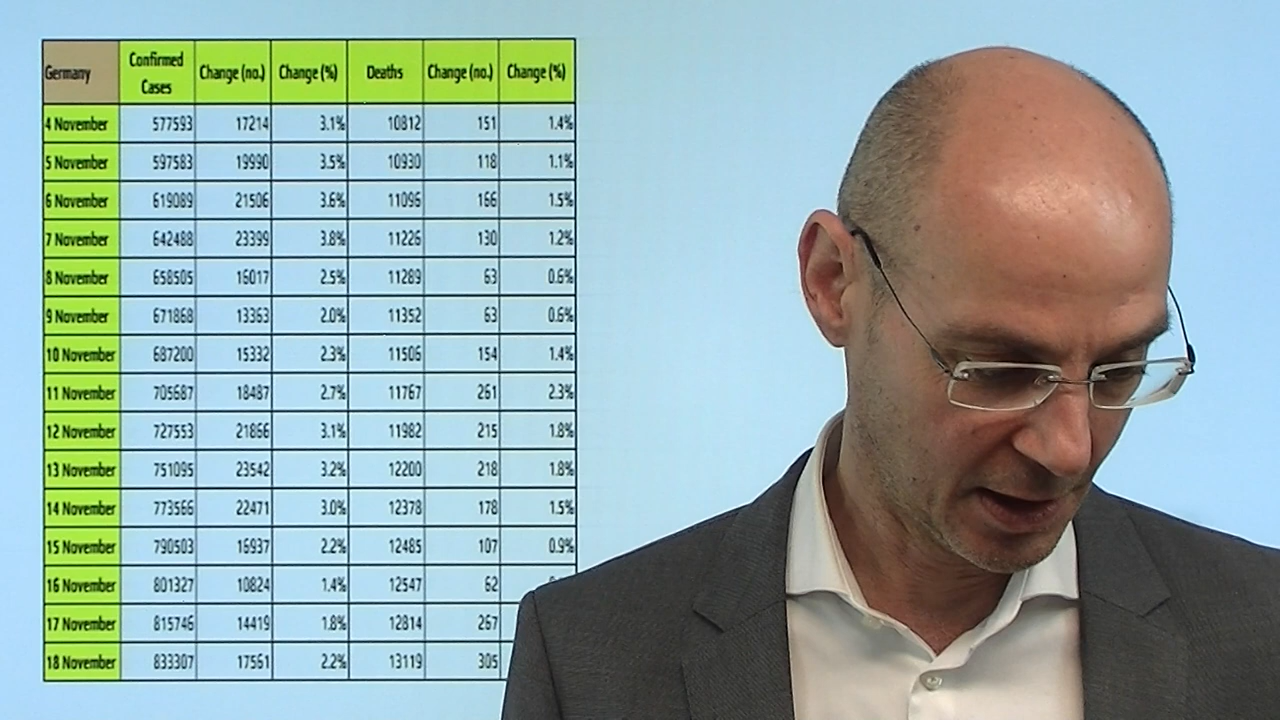 Germany Confirmed Cases Change (no.) Change (%) Deaths Change (no.) Change (%)
4 November 577593 17214 3.1% 10812 151 1.4%
5 November 597583 19990 3.5% 10930 118 1.1%
6 November 619089 21506 3.6% 11096 166 1.5%
7 November 642488 23399 3.8% 11226 130 1.2%
8 November 658505 16017 2.5% 11289 63 0.6%
9 November 671868 13363 2.0% 11352 63 0.6%
10 November 687200 15332 2.3% 11506 154 1.4%
11 November 705687 18487 2.7% 11767 261 2.3%
12 November 727553 21866 3.1% 11982 215 1.8%
13 November 751095 23542 3.2% 12200 218 1.8%
14 November 773566 22471 3.0% 12378 178 1.5%
15 November 790503 16937 2.2% 12485 107 0.9%
16 November 801327 10824 1.4% 12547 62
17 November 815746 14419 1.8% 12814 267
18 November 833307 17561 2.2% 13119 305